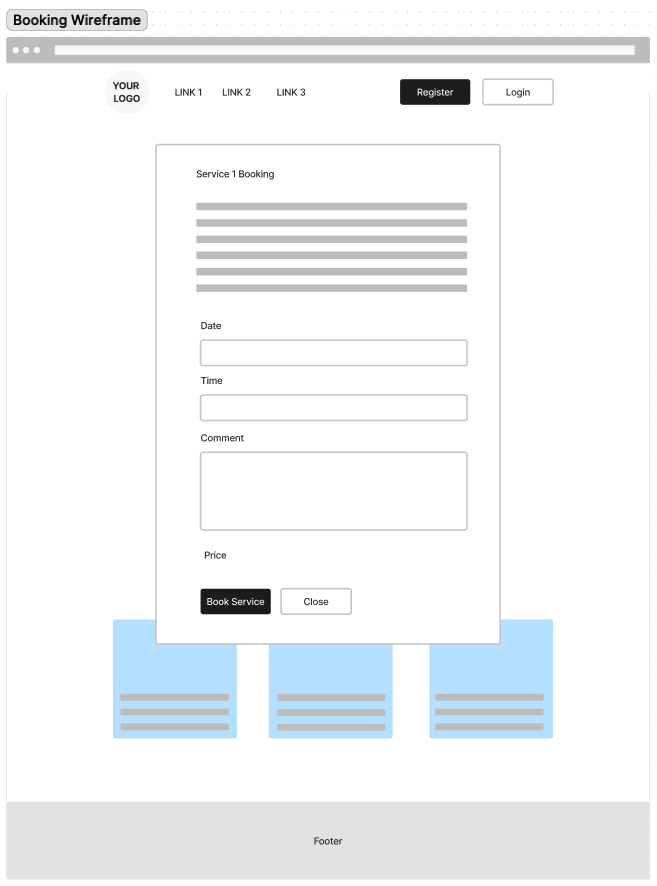 Booking Wireframe
YOUR
LOGO
LINK 1
LINK 2
LINK 3
Register
Login
Service 1 Booking
Date
Time
Comment
Price
Book Service
Close
Footer